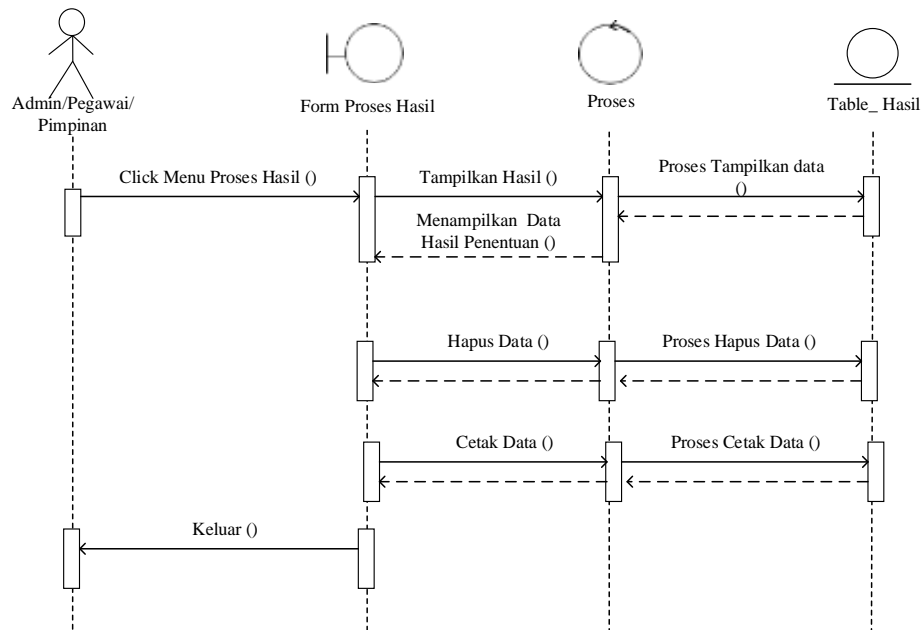 Admin/Pegawai/
Pimpinan
Form Proses Hasil
Proses
Table_ Hasil
Click Menu Proses Hasil ()
Tampilkan Hasil ()
Proses Tampilkan data
()
Menampilkan Data
Hasil Penentuan ()
Hapus Data ()
Proses Hapus Data ()
Cetak Data ()
Proses Cetak Data ()
Keluar ()